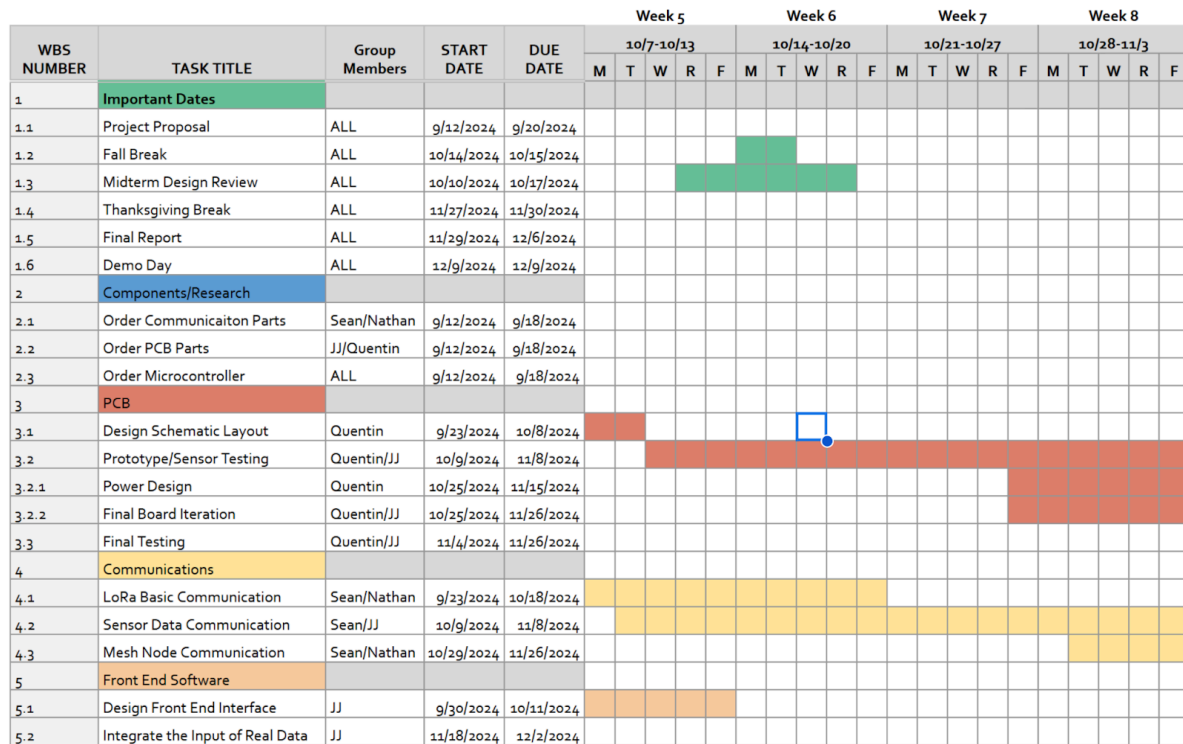 Week 5 Week 6 Week 7 Week 8
WBS NUMBER TASK TITLE Group Members START DATE DUE DATE 10/7-10/13 10/14-10/20 10/21-10/27 10/28-11/3
M T W R F M T W R F M T W R F M T W R F
1 Important Dates
1.1 Project Proposal ALL 9/12/2024 9/20/2024
1.2 Fall Break ALL 10/14/2024 10/15/2024
1.3 Midterm Design Review ALL 10/10/2024 10/17/2024
1.4 Thanksgiving Break ALL 11/27/2024 11/30/2024
1.5 Final Report ALL 11/29/2024 12/6/2024
1.6 Demo Day ALL 12/9/2024 12/9/2024
2 Components/Research
2.1 Order Communicaiton Parts Sean/Nathan 9/12/2024 9/18/2024
2.2 Order PCB Parts JJ/Quentin 9/12/2024 9/18/2024
2.3 Order Microcontroller ALL 9/12/2024 9/18/2024
3 PCB
3.1 Design Schematic Layout Quentin 9/23/2024 10/8/2024
3.2 Prototype/Sensor Testing Quentin/JJ 10/9/2024 11/8/2024
3.2.1 Power Design Quentin 10/25/2024 11/15/2024
3.2.2 Final Board Iteration Quentin/JJ 10/25/2024 11/26/2024
3.3 Final Testing Quentin/JJ 11/4/2024 11/26/2024
4 Communications
4.1 LoRa Basic Communication Sean/Nathan 9/23/2024 10/18/2024
4.2 Sensor Data Communication Sean/JJ 10/9/2024 11/8/2024
4.3 Mesh Node Communication Sean/Nathan 10/29/2024 11/26/2024
5 Front End Software
5.1 Design Front End Interface JJ 9/30/2024 10/11/2024
5.2 Integrate the Input of Real Data JJ 11/18/2024 12/2/2024